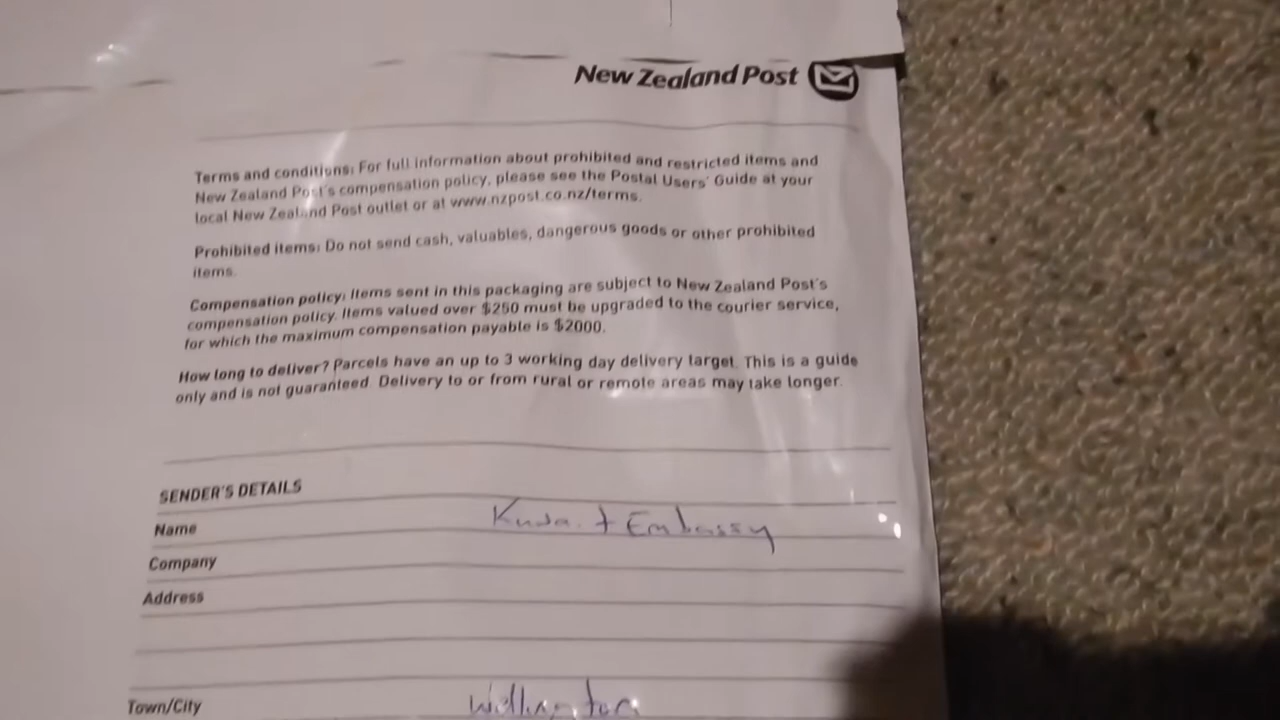 New Zealand Post
Terms and conditions: For full information about prohibited and restricted items and
New Zealand Post's compensation policy, please see the Postal Users' Guide at your
local New Zealand Post outlet or at www.nzpost.co.nz/terms.
Prohibited items: Do not send cash, valuables, dangerous goods or other prohibited
items.
Compensation policy: Items sent in this packaging are subject to New Zealand Post's
compensation policy. Items valued over $250 must be upgraded to the courier service,
for which the maximum compensation payable is $2000.
How long to deliver? Parcels have an up to 3 working day delivery target. This is a guide
only and is not guaranteed. Delivery to or from rural or remote areas may take longer.
SENDER'S DETAILS
Name Kuwait Embassy
Company
Address
Town/City Wellington